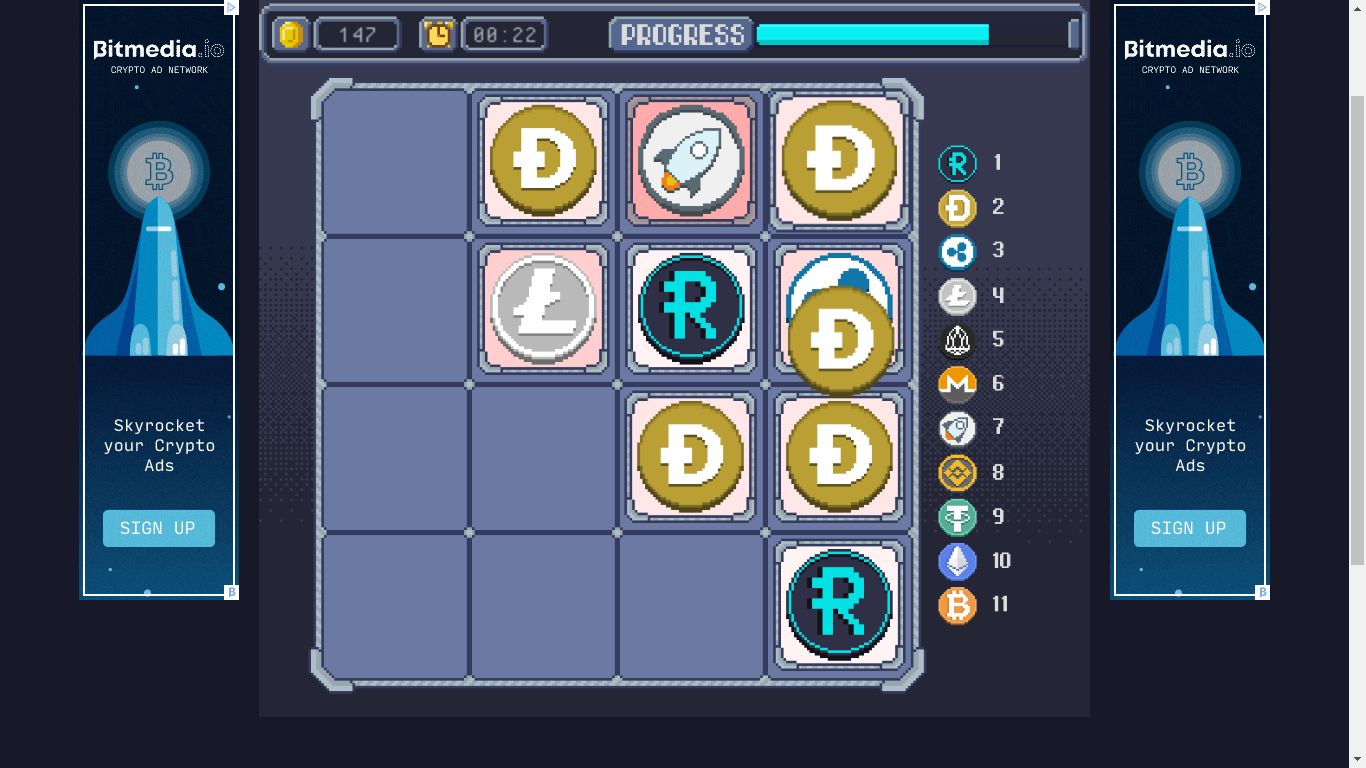 Bitmedia.io
CRYPTO AD NETWORK
Skyrocket
your Crypto
Ads
SIGN UP
147
00:22
PROGRESS
1
2
3
4
5
6
7
8
9
10
11
Bitmedia.io
CRYPTO AD NETWORK
Skyrocket
your Crypto
Ads
SIGN UP